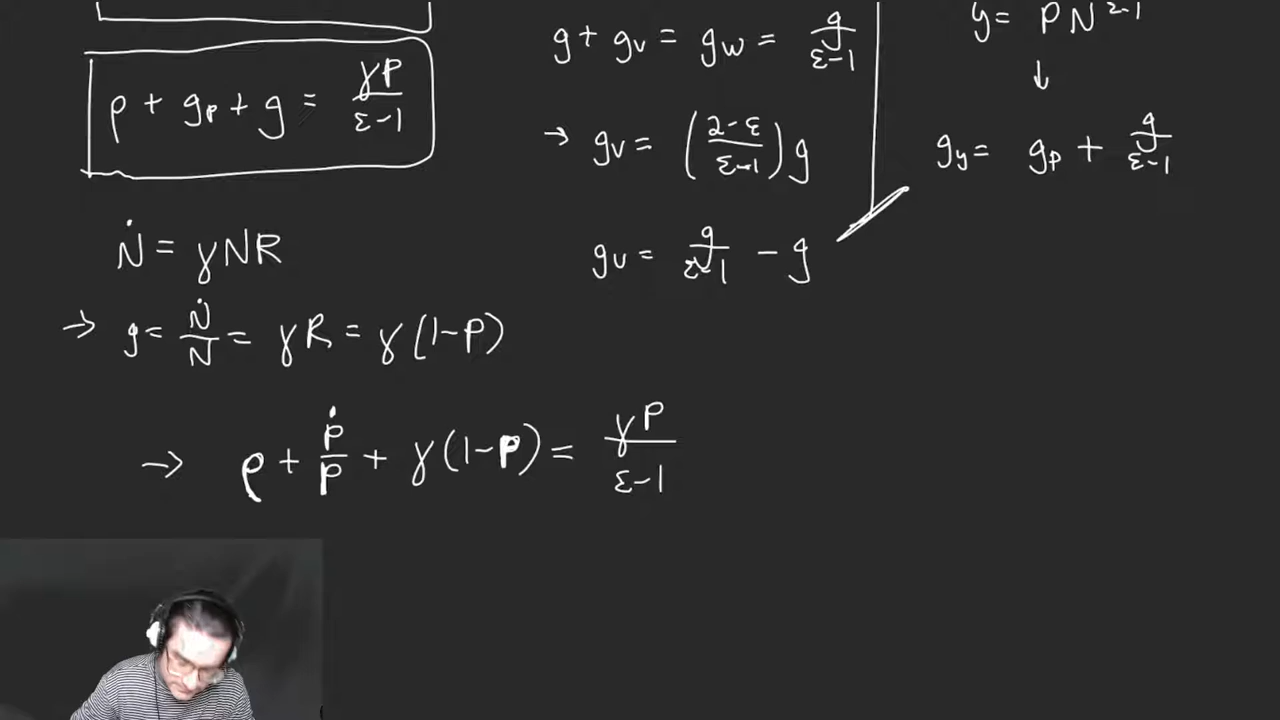 ρ + g_P + g = γP/(ε-1)
Ṅ = γNR
→ g = Ṅ/N = γR = γ(1-P)
→ ρ + Ṗ/P + γ(1-P) = γP/(ε-1)
g + g_v = g_w = g/(ε-1)
→ g_v = ((2-ε)/(ε-1)) g
g_v = g/(ε-1) - g
y = PN^{2-1}
↓
g_y = g_P + g/(ε-1)